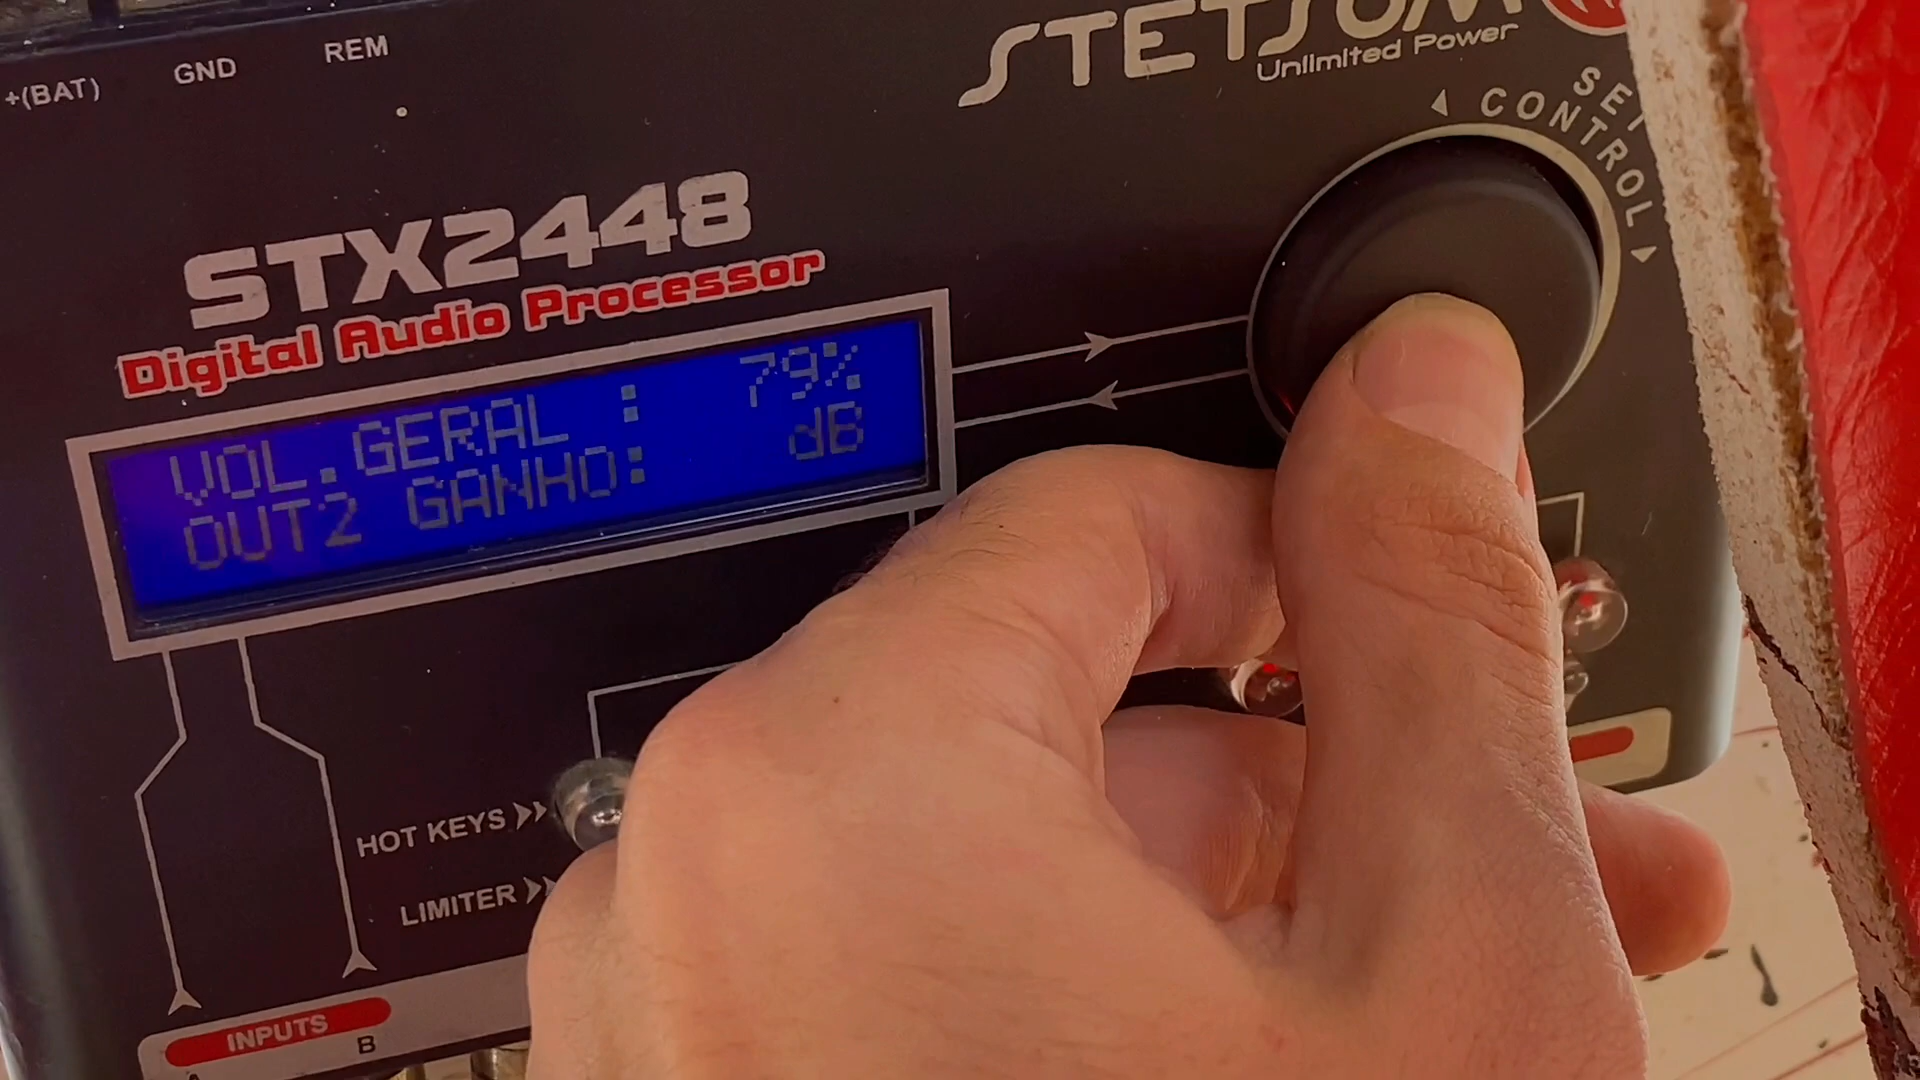 +(BAT) GND REM
STETSOM
Unlimited Power
SET
CONTROL
STX2448
Digital Audio Processor
VOL.GERAL : 79%
OUT2 GANHO: dB
HOT KEYS
LIMITER
INPUTS
B